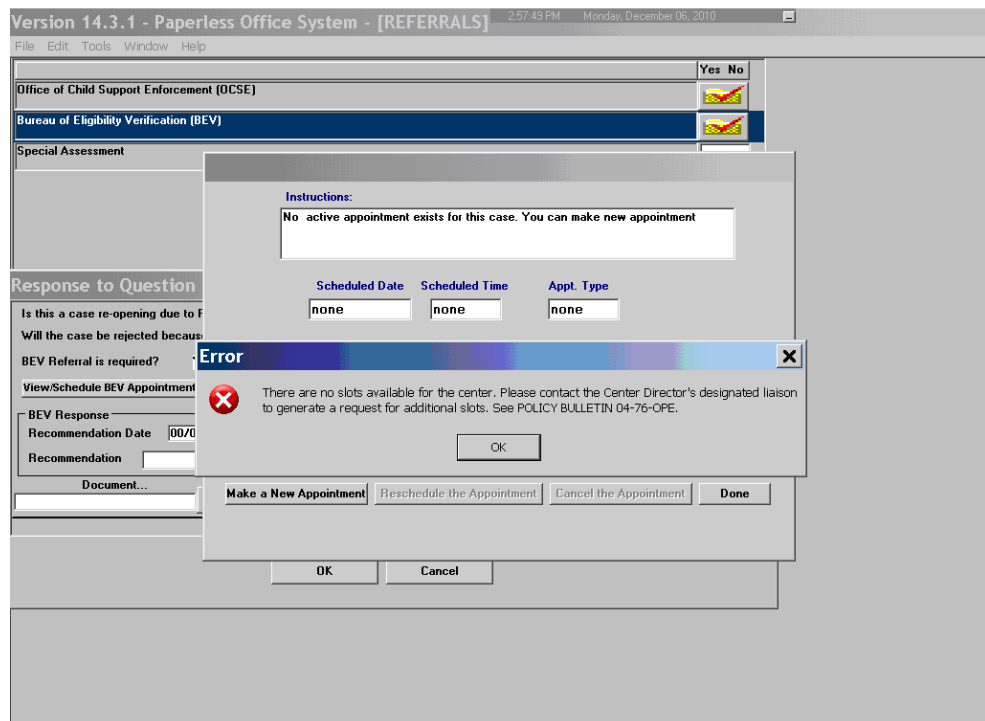 Version 14.3.1 - Paperless Office System - [REFERRALS] 2:57:49 PM Monday, December 06, 2010
File Edit Tools Window Help
Yes No
Office of Child Support Enforcement (OCSE)
Bureau of Eligibility Verification (BEV)
Special Assessment
Instructions:
No active appointment exists for this case. You can make new appointment
Scheduled Date Scheduled Time Appt. Type
none none none
Response to Question
Is this a case re-opening due to
Will the case be rejected
BEV Referral is required?
View/Schedule BEV Appointment
BEV Response
Recommendation Date 00/0
Recommendation
Document...
Error
There are no slots available for the center. Please contact the Center Director's designated liaison
to generate a request for additional slots. See POLICY BULLETIN 04-76-OPE.
OK
Make a New Appointment Reschedule the Appointment Cancel the Appointment Done
OK Cancel